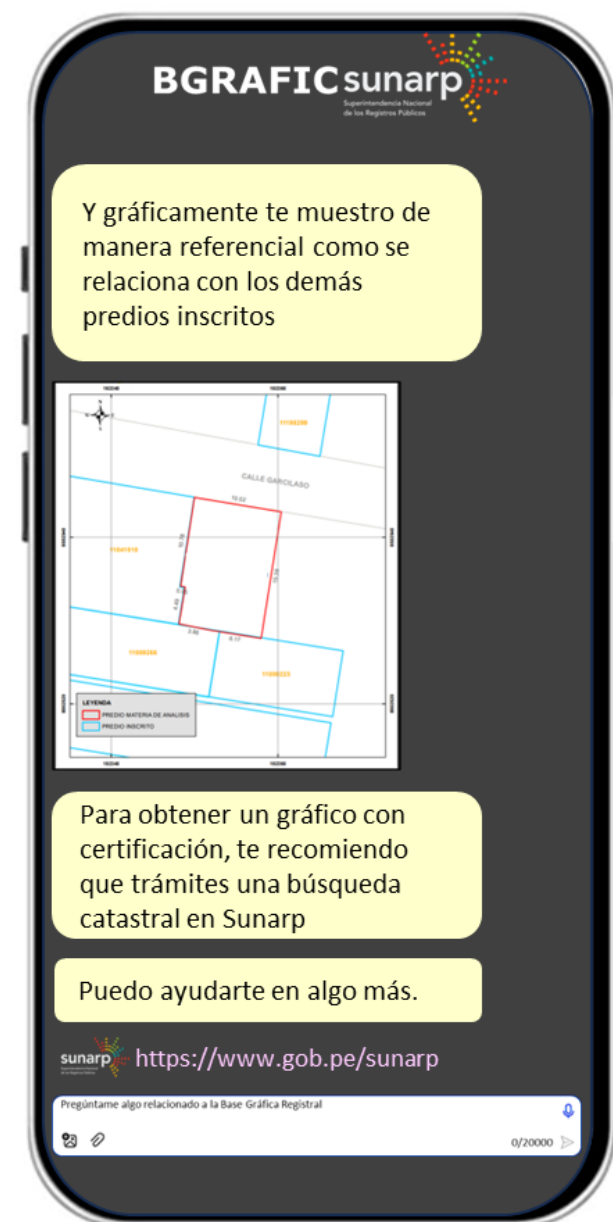 BGRAFIC sunarp
Superintendencia Nacional
de los Registros Públicos
Y gráficamente te muestro de
manera referencial como se
relaciona con los demás
predios inscritos
CALLE GARCILASO
10.52
LEYENDA
PREDIO MATERIA DE ANALISIS
PREDIO INSCRITO
Para obtener un gráfico con
certificación, te recomiendo
que trámites una búsqueda
catastral en Sunarp
Puedo ayudarte en algo más.
sunarp https://www.gob.pe/sunarp
Pregúntame algo relacionado a la Base Gráfica Registral
0/20000